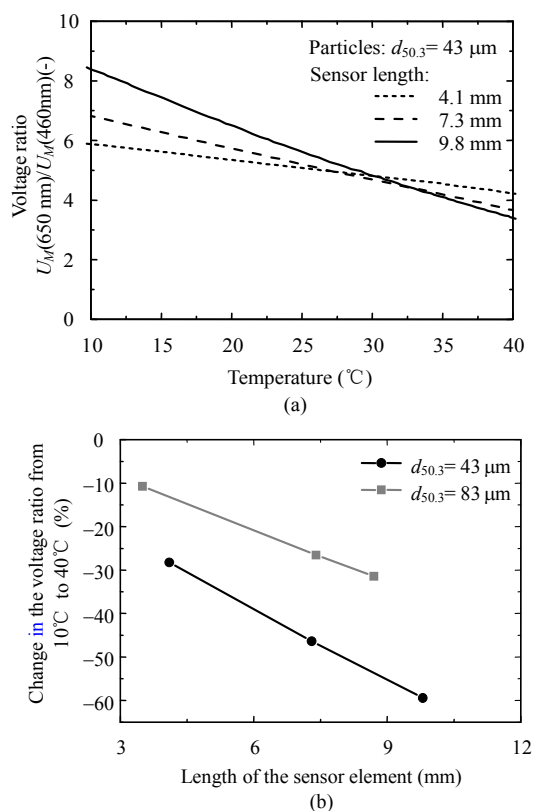 10
8
6
4
2
0
Voltage ratio
U_M(650 nm)/U_M(460nm)(-)
Particles: d50.3= 43 μm
Sensor length:
4.1 mm
7.3 mm
9.8 mm
10 15 20 25 30 35 40
Temperature (℃)
(a)
0
−10
−20
−30
−40
−50
−60
Change in the voltage ratio from
10℃ to 40℃ (%)
d50.3= 43 μm
d50.3= 83 μm
3 6 9 12
Length of the sensor element (mm)
(b)